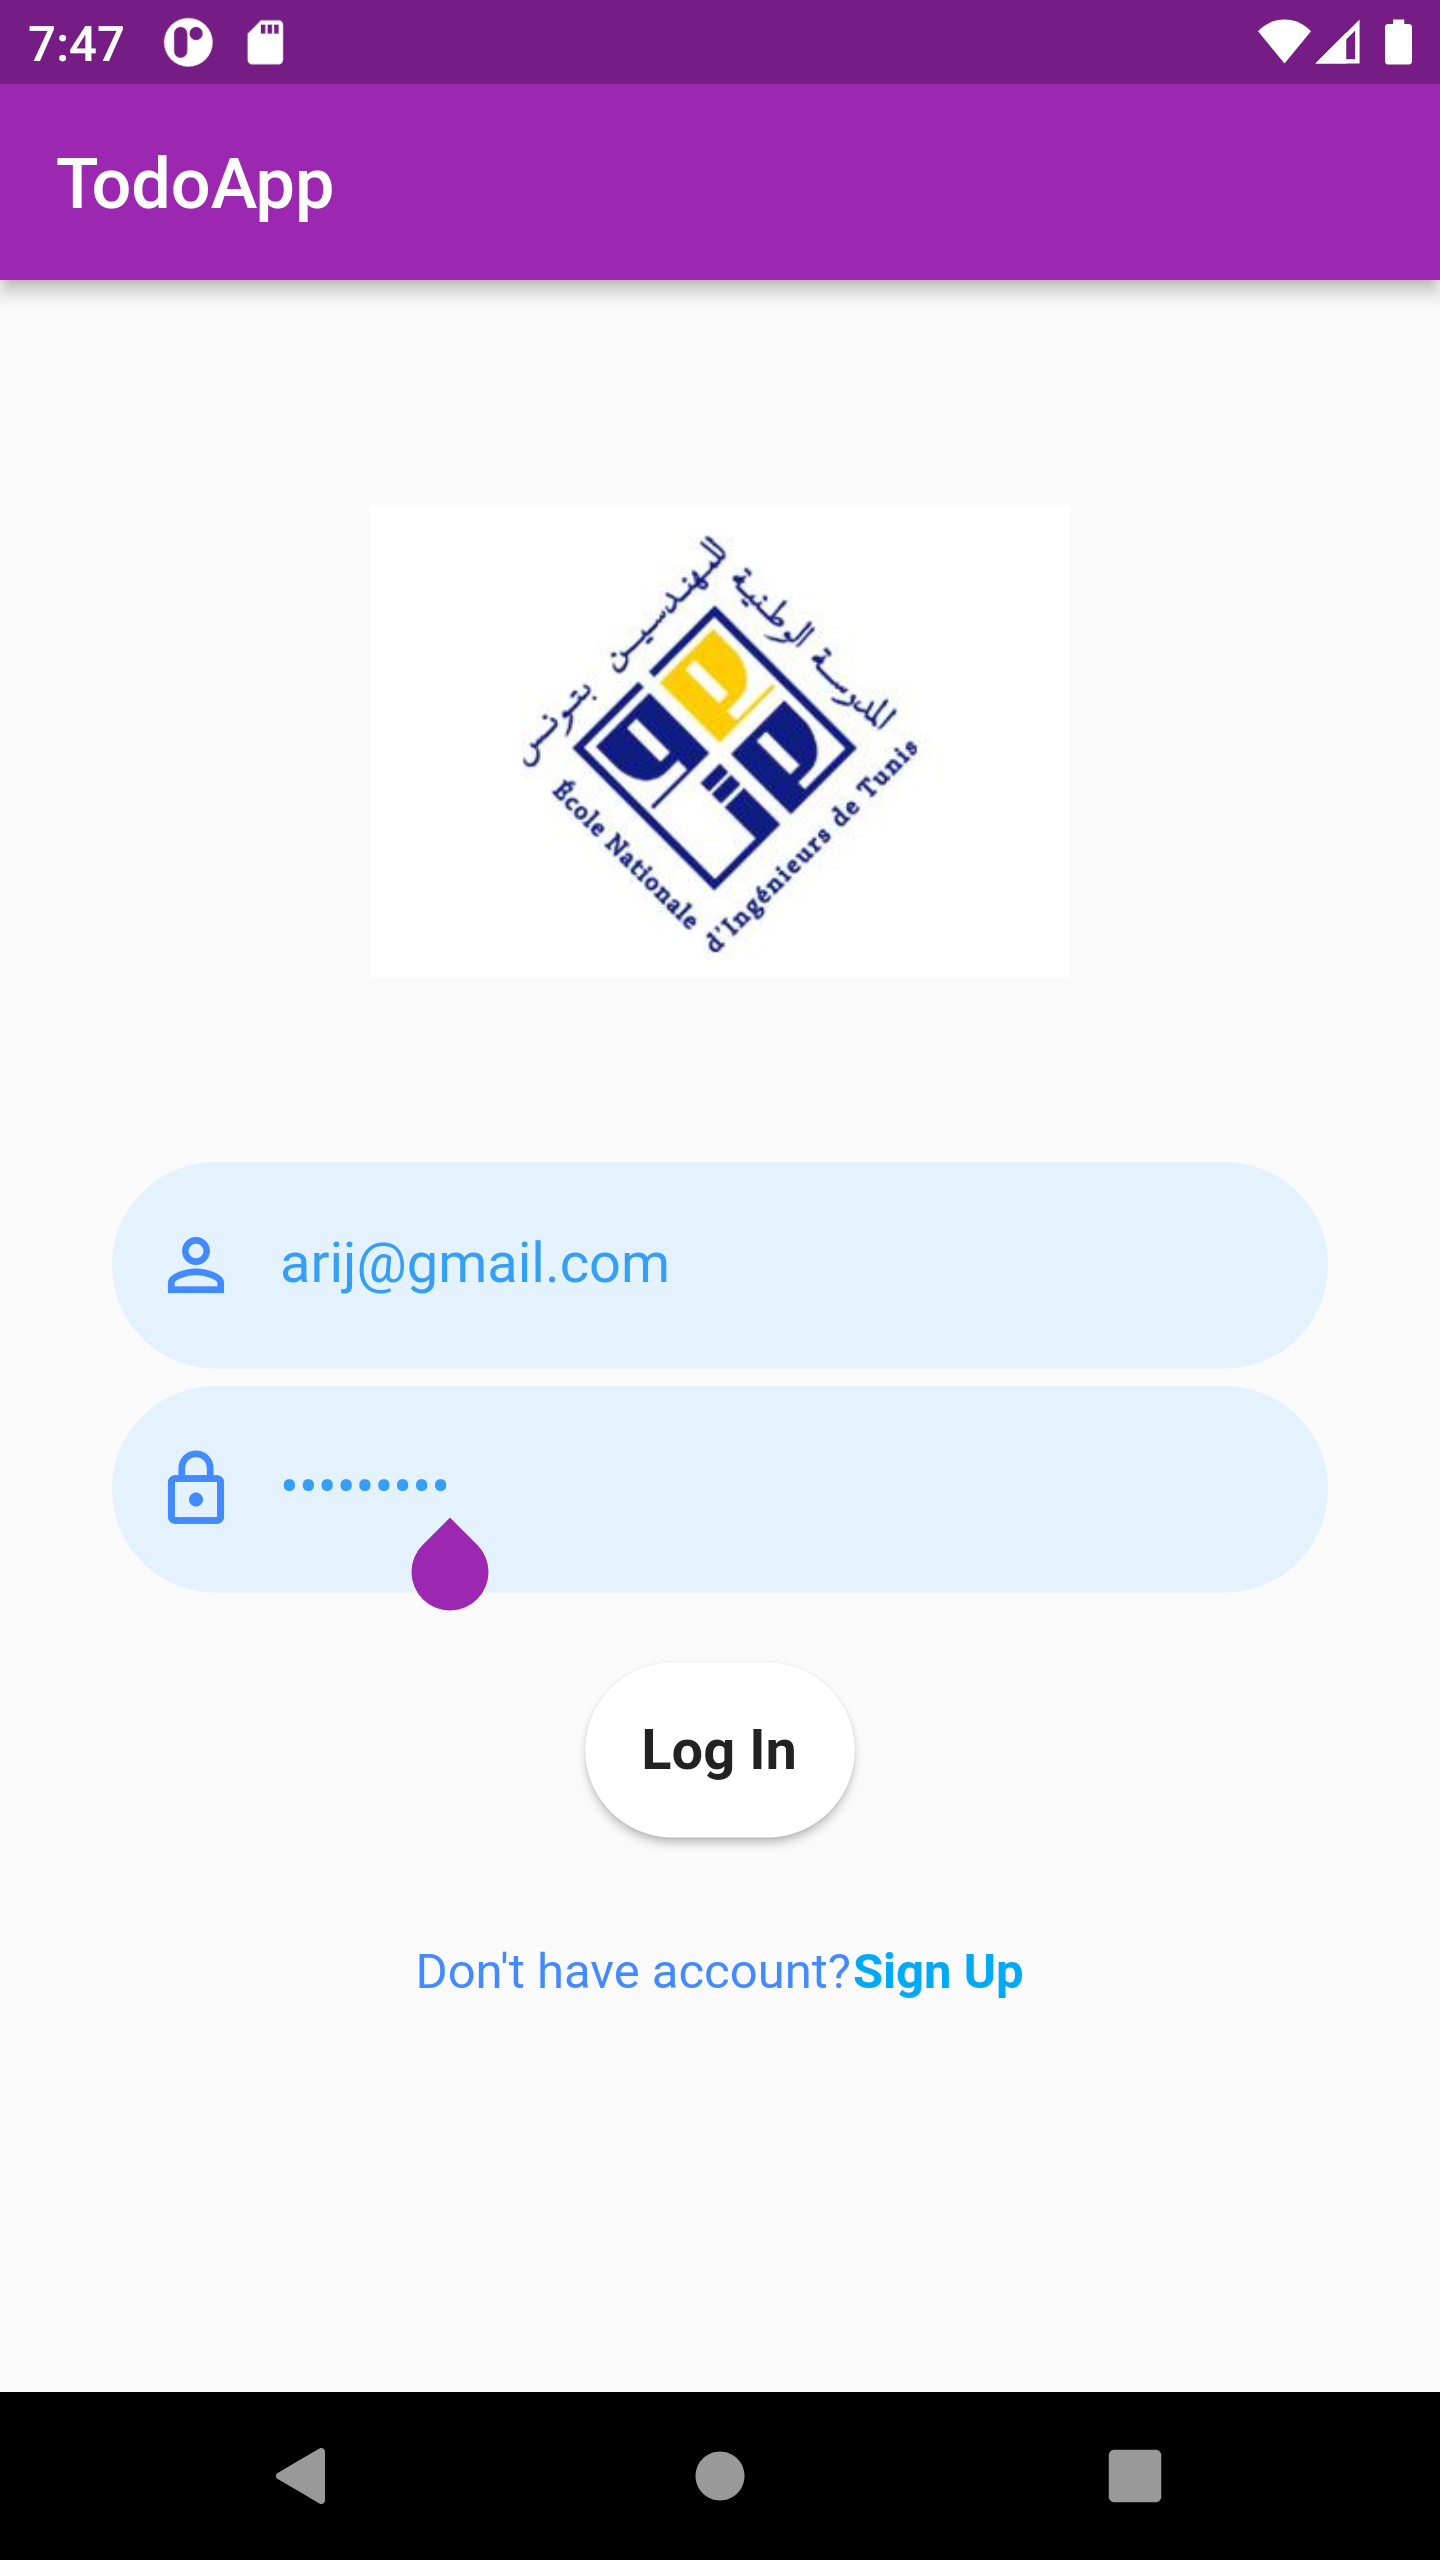 7:47
TodoApp
المدرسة الوطنية
للمهندسين بتونس
École Nationale
d'Ingénieurs de Tunis
arij@gmail.com
•••••••••
Log In
Don't have account?Sign Up